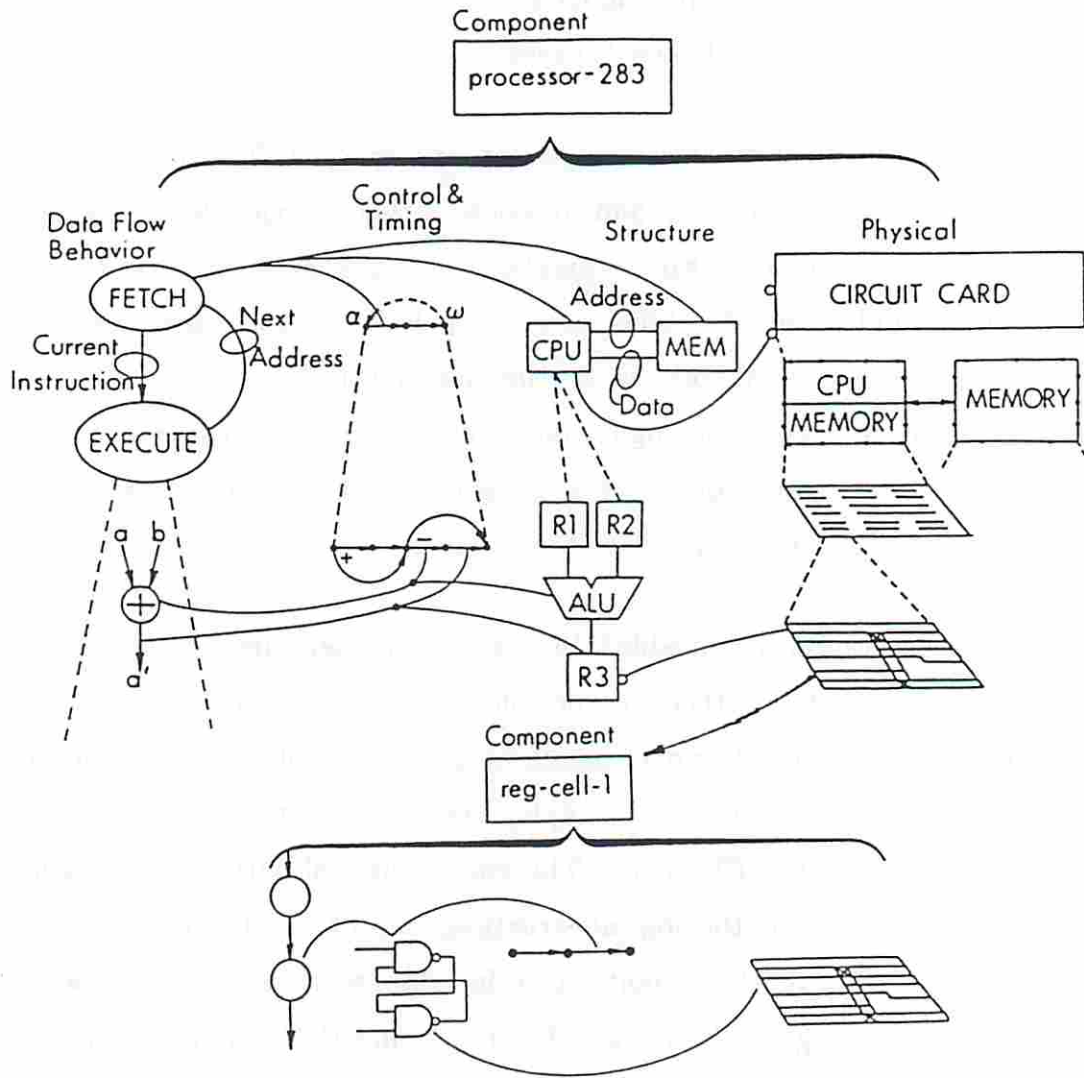 Component
processor-283
Control &
Timing
Data Flow
Behavior
Structure
Physical
FETCH
Next
Address
Current
Instruction
EXECUTE
α
ω
Address
CPU
MEM
Data
CIRCUIT CARD
CPU
MEMORY
MEMORY
a
b
+
a'
+
−
R1
R2
ALU
R3
Component
reg-cell-1